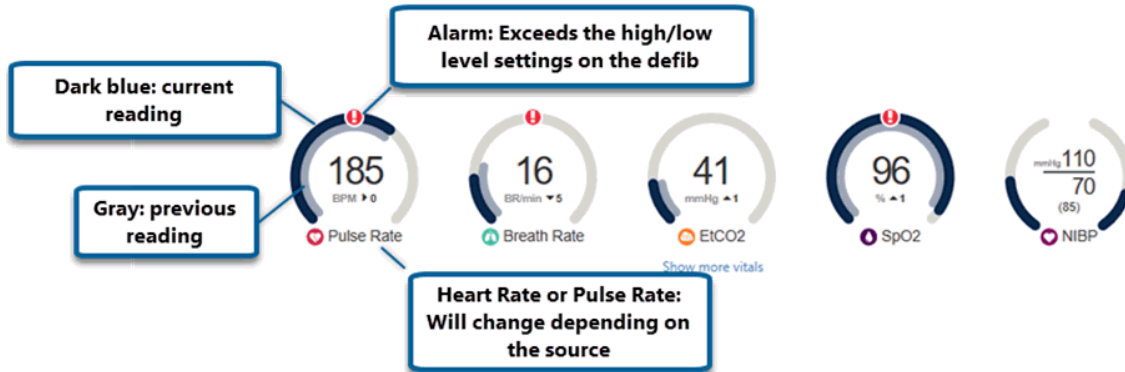 Alarm: Exceeds the high/low
level settings on the defib
Dark blue: current
reading
Gray: previous
reading
185
BPM ▸ 0
Pulse Rate
16
BR/min ▾ 5
Breath Rate
41
mmHg ▴ 1
EtCO2
96
% ▴ 1
SpO2
mmHg 110
70
(85)
NIBP
Show more vitals
Heart Rate or Pulse Rate:
Will change depending on
the source